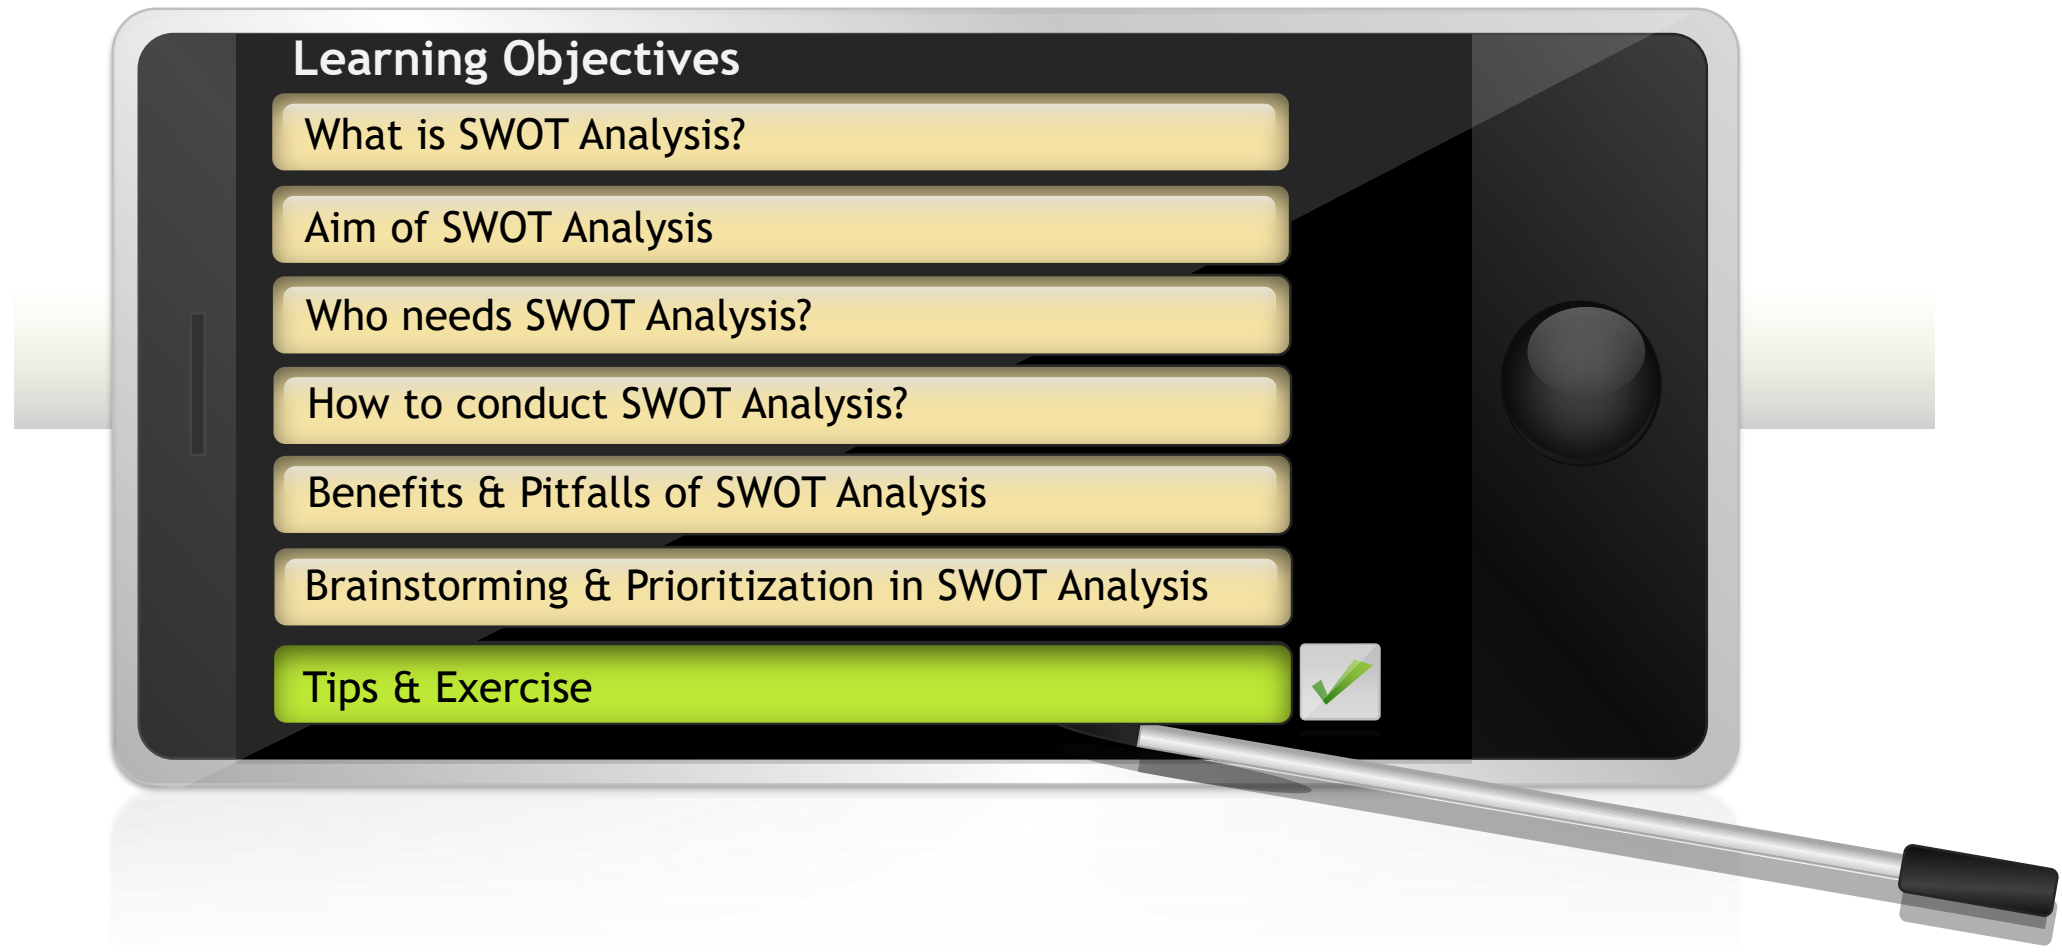 Learning Objectives
What is SWOT Analysis?
Aim of SWOT Analysis
Who needs SWOT Analysis?
How to conduct SWOT Analysis?
Benefits & Pitfalls of SWOT Analysis
Brainstorming & Prioritization in SWOT Analysis
Tips & Exercise